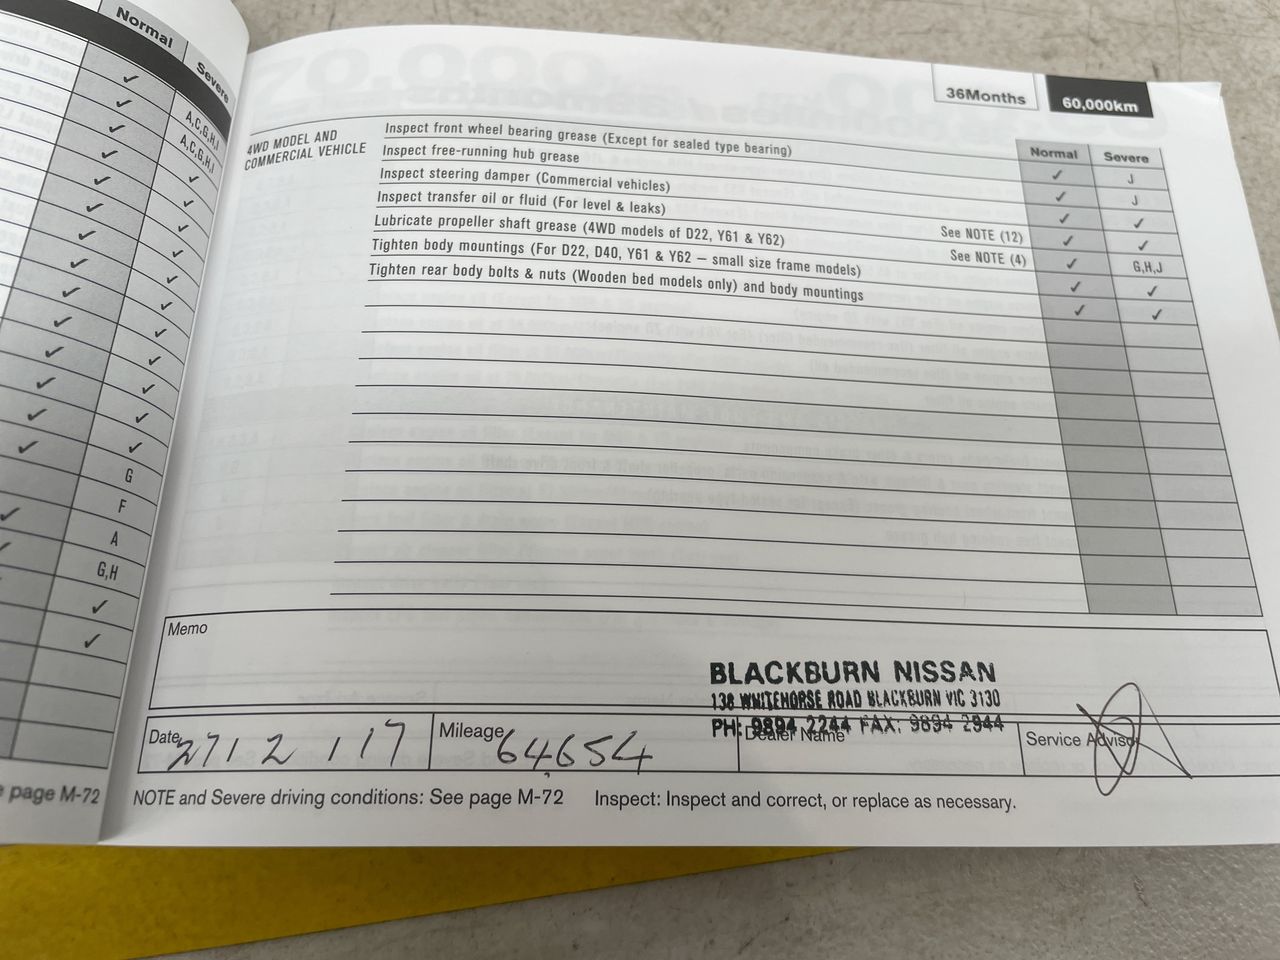 Normal Severe
✓ A,C,G,H,I
✓ A,C,G,H,I
✓ ✓
✓ ✓
✓ ✓
✓ ✓
✓ ✓
✓ ✓
✓ ✓
✓ ✓
✓ ✓
✓ ✓
✓ ✓
G
F
✓ A
✓ G,H
✓
✓
page M-72
36Months 60,000km
Normal Severe
4WD MODEL AND COMMERCIAL VEHICLE
Inspect front wheel bearing grease (Except for sealed type bearing) ✓ J
Inspect free-running hub grease ✓ J
Inspect steering damper (Commercial vehicles) ✓ ✓
Inspect transfer oil or fluid (For level & leaks) See NOTE (12) ✓ ✓
Lubricate propeller shaft grease (4WD models of D22, Y61 & Y62) See NOTE (4) ✓ G,H,J
Tighten body mountings (For D22, D40, Y61 & Y62 – small size frame models) ✓ ✓
Tighten rear body bolts & nuts (Wooden bed models only) and body mountings ✓ ✓
Memo
BLACKBURN NISSAN
138 WHITEHORSE ROAD BLACKBURN VIC 3130
PH: 9894 2244 FAX: 9894 2944
Date 27 1 2 1 17 Mileage 64654 Dealer Name Service Advisor
NOTE and Severe driving conditions: See page M-72 Inspect: Inspect and correct, or replace as necessary.